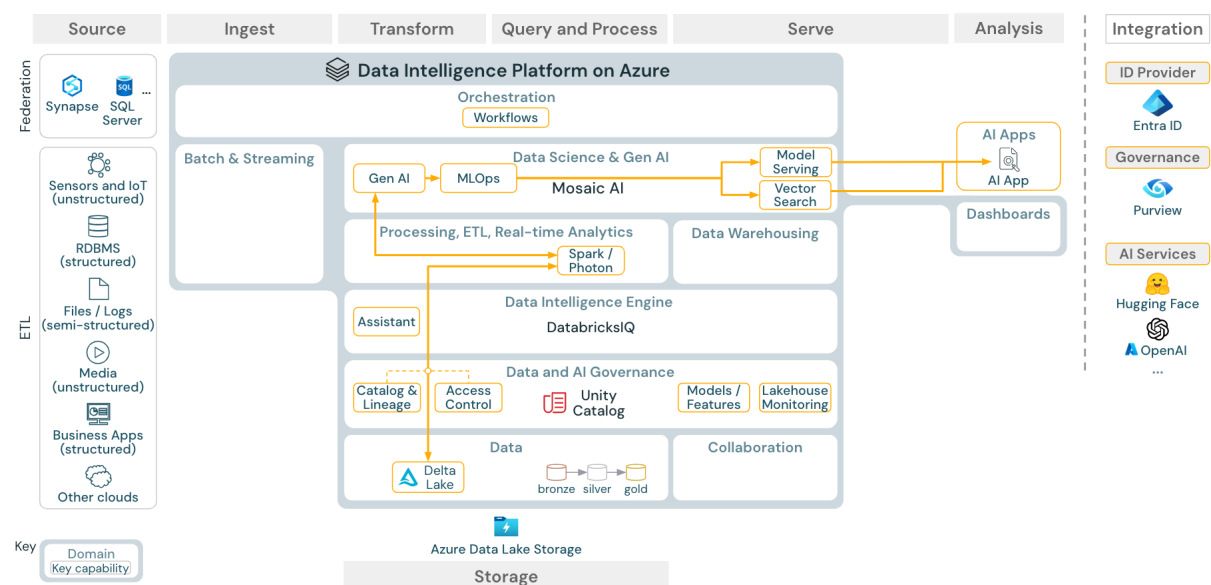 Source
Ingest
Transform
Query and Process
Serve
Analysis
Integration
Federation
Synapse
SQL
SQL
Server
...
Data Intelligence Platform on Azure
Orchestration
Workflows
ID Provider
Entra ID
Governance
Purview
AI Services
Hugging Face
OpenAI
...
ETL
Sensors and IoT
(unstructured)
RDBMS
(structured)
Files / Logs
(semi-structured)
Media
(unstructured)
Business Apps
(structured)
Other clouds
Batch & Streaming
Data Science & Gen AI
Gen AI
MLOps
Mosaic AI
Model
Serving
Vector
Search
AI Apps
AI App
Dashboards
Processing, ETL, Real-time Analytics
Spark /
Photon
Data Warehousing
Data Intelligence Engine
Assistant
DatabricksIQ
Data and AI Governance
Catalog &
Lineage
Access
Control
Unity
Catalog
Models /
Features
Lakehouse
Monitoring
Data
Delta
Lake
bronze
silver
gold
Collaboration
Key
Domain
Key capability
Azure Data Lake Storage
Storage